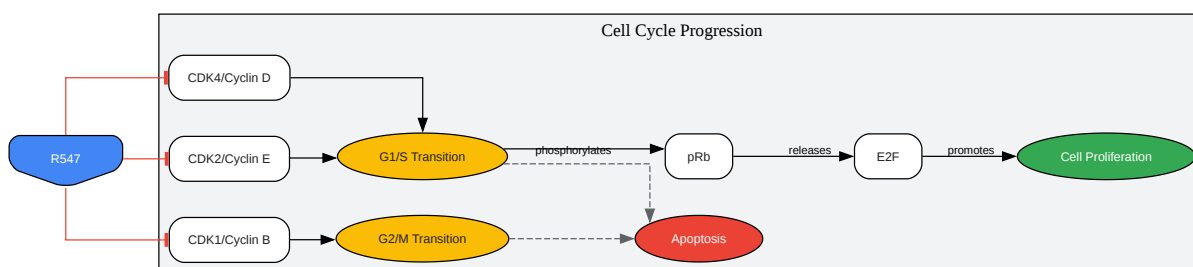 Cell Cycle Progression
CDK4/Cyclin D
R547
CDK2/Cyclin E
G1/S Transition
phosphorylates
pRb
releases
E2F
promotes
Cell Proliferation
CDK1/Cyclin B
G2/M Transition
Apoptosis